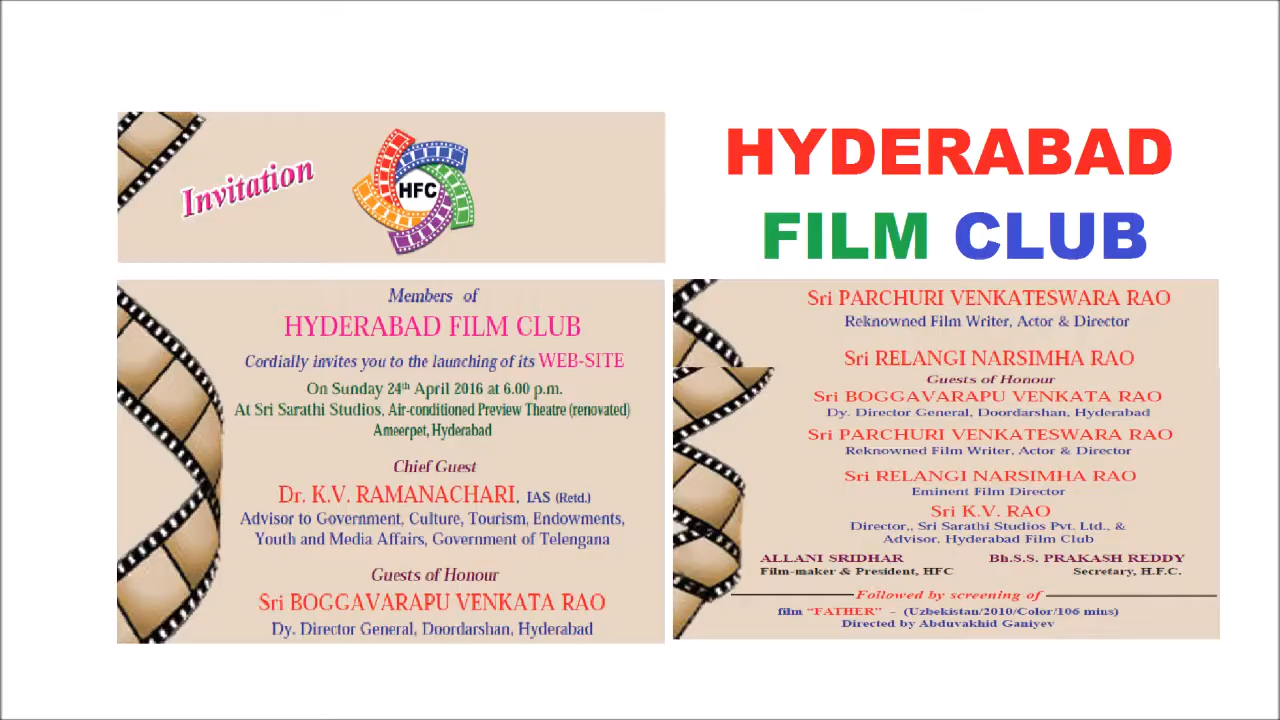 Invitation
HFC
HYDERABAD
FILM CLUB
Members of
HYDERABAD FILM CLUB
Cordially invites you to the launching of its WEB-SITE
On Sunday 24th April 2016 at 6.00 p.m.
At Sri Sarathi Studios, Air-conditioned Preview Theatre (renovated)
Ameerpet, Hyderabad
Chief Guest
Dr. K.V. RAMANACHARI, IAS (Retd.)
Advisor to Government, Culture, Tourism, Endowments,
Youth and Media Affairs, Government of Telengana
Guests of Honour
Sri BOGGAVARAPU VENKATA RAO
Dy. Director General, Doordarshan, Hyderabad
Sri PARCHURI VENKATESWARA RAO
Reknowned Film Writer, Actor & Director
Sri RELANGI NARSIMHA RAO
Guests of Honour
Sri BOGGAVARAPU VENKATA RAO
Dy. Director General, Doordarshan, Hyderabad
Sri PARCHURI VENKATESWARA RAO
Reknowned Film Writer, Actor & Director
Sri RELANGI NARSIMHA RAO
Eminent Film Director
Sri K.V. RAO
Director,, Sri Sarathi Studios Pvt. Ltd., &
Advisor, Hyderabad Film Club
ALLANI SRIDHAR Bh.S.S. PRAKASH REDDY
Film-maker & President, HFC Secretary, H.F.C.
Followed by screening of
film "FATHER" - (Uzbekistan/2010/Color/106 mins)
Directed by Abduvakhid Ganiyev